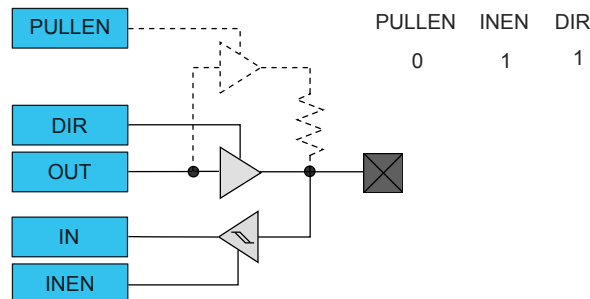 PULLEN
PULLEN INEN DIR
0 1 1
DIR
OUT
IN
INEN